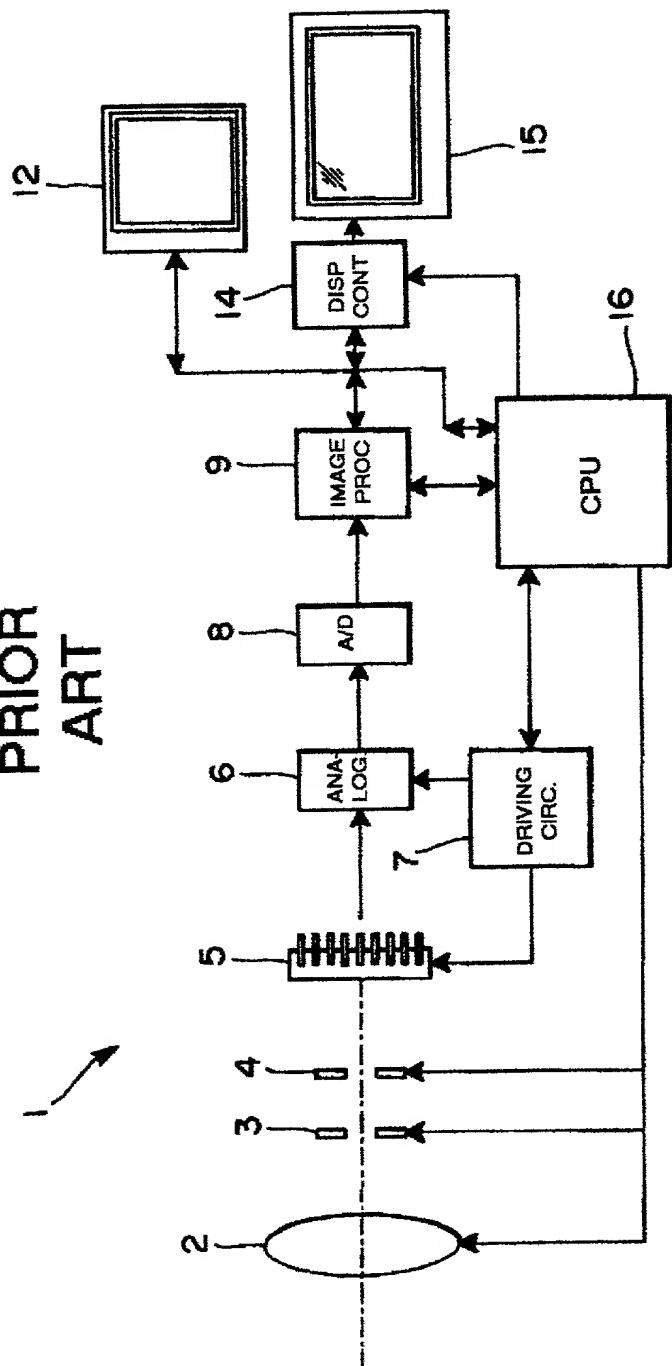 PRIOR
ART
1
2
3
4
5
6
ANA-
LOG
7
DRIVING
CIRC.
8
A/D
9
IMAGE
PROC
12
14
DISP
CONT
15
16
CPU